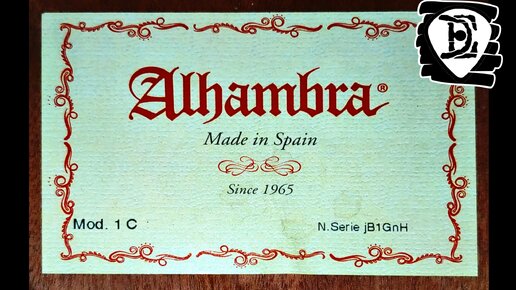 Alhambra®
Made in Spain
Since 1965
Mod. 1 C
N.Serie jB1GnH